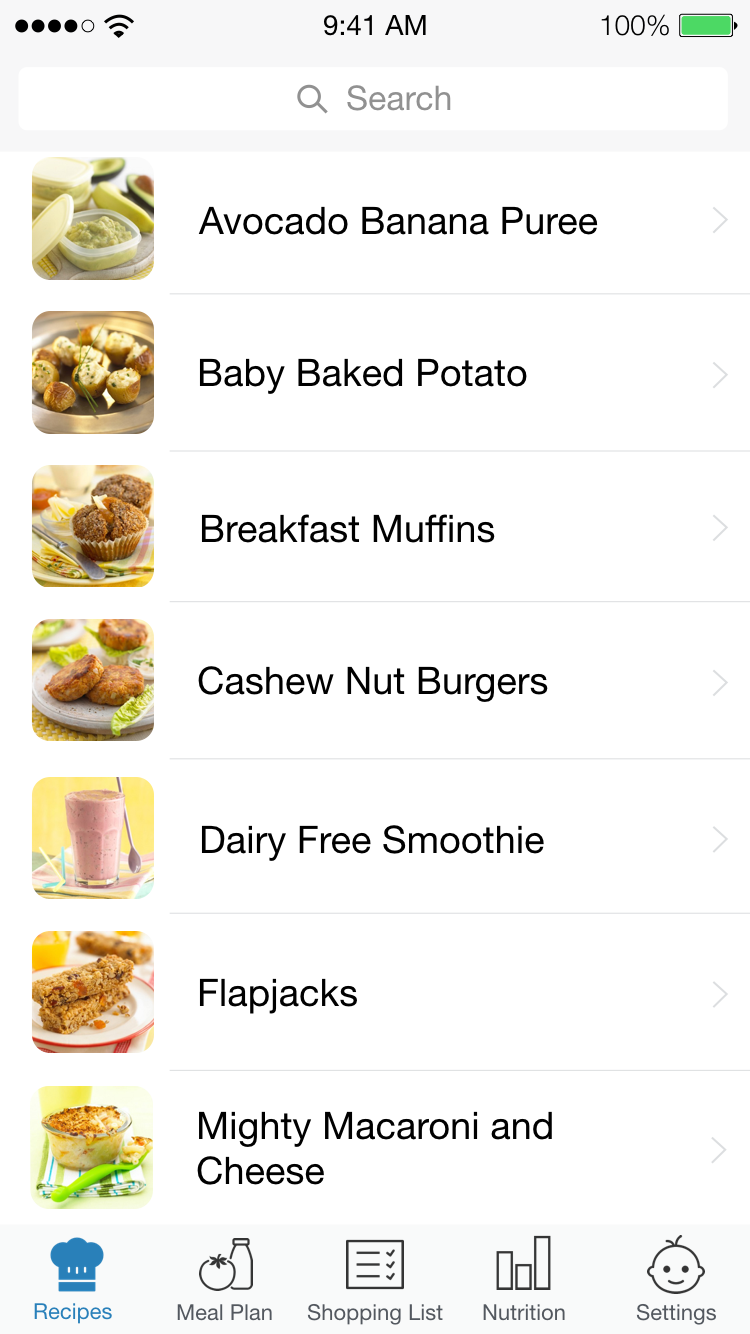 9:41 AM 100%
Search
Avocado Banana Puree
Baby Baked Potato
Breakfast Muffins
Cashew Nut Burgers
Dairy Free Smoothie
Flapjacks
Mighty Macaroni and
Cheese
Recipes Meal Plan Shopping List Nutrition Settings